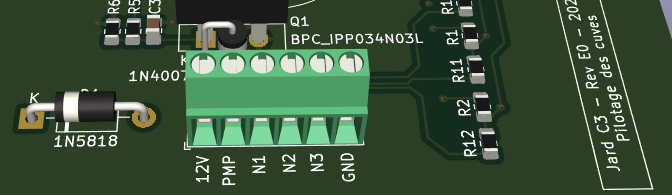 R6
R5
C3
Q1
BPC_IPP034N03L
K
1N4007
R1
R11
R2
R12
K
1N5818
12V
PMP
N1
N2
N3
GND
Jard C3 - Rev E0 - 202
Pilotage des cuves